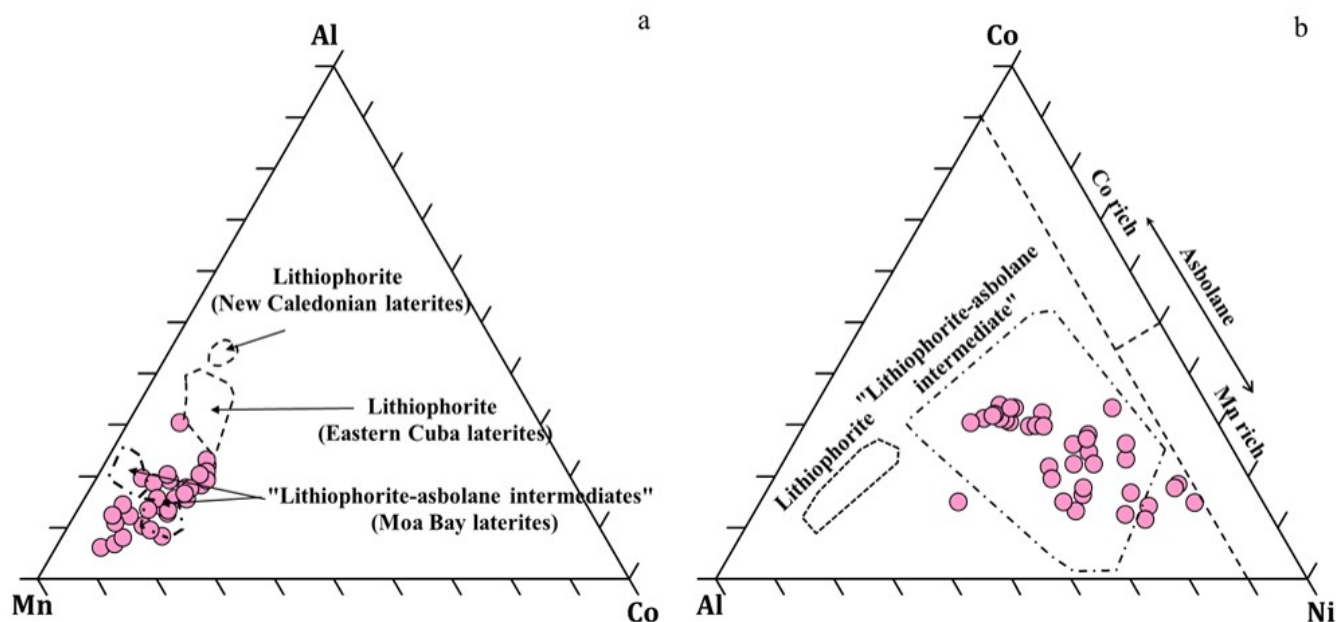 a
Al
Lithiophorite
(New Caledonian laterites)
Lithiophorite
(Eastern Cuba laterites)
"Lithiophorite-asbolane intermediates"
(Moa Bay laterites)
Mn
Co
b
Co
Co rich
Asbolane
Mn rich
"Lithiophorite-asbolane
intermediate"
Lithiophorite
Al
Ni